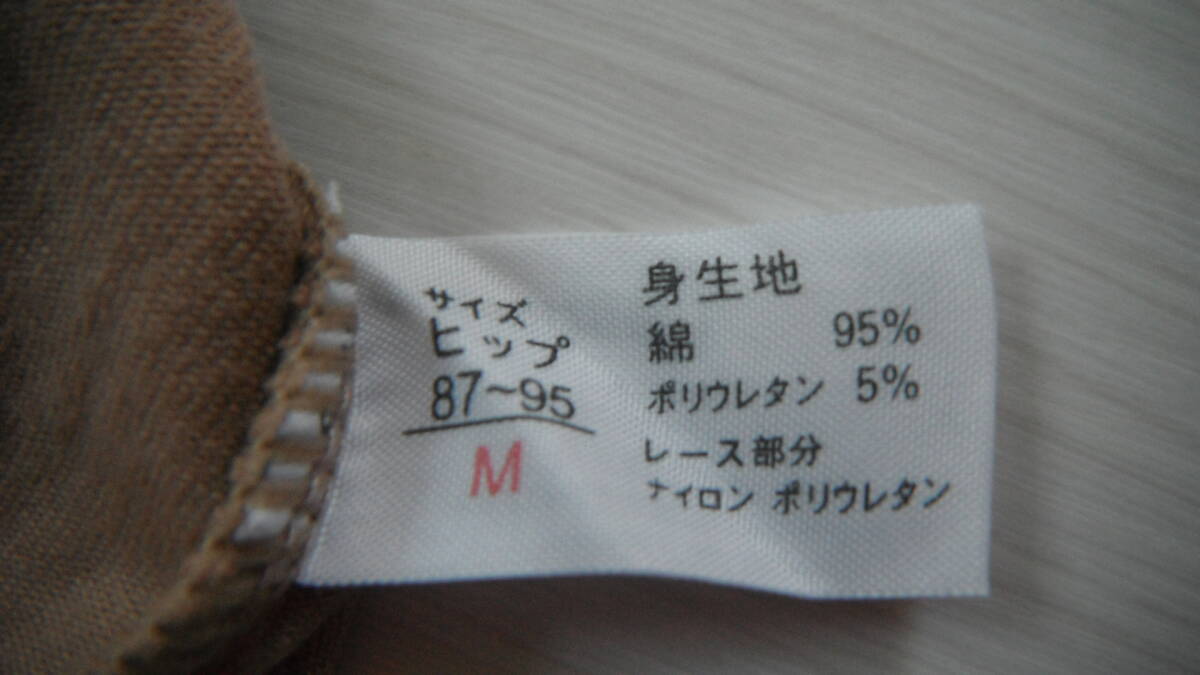 サイズ
ヒップ
87~95
M
身生地
綿 95%
ポリウレタン 5%
レース部分
ナイロン ポリウレタン